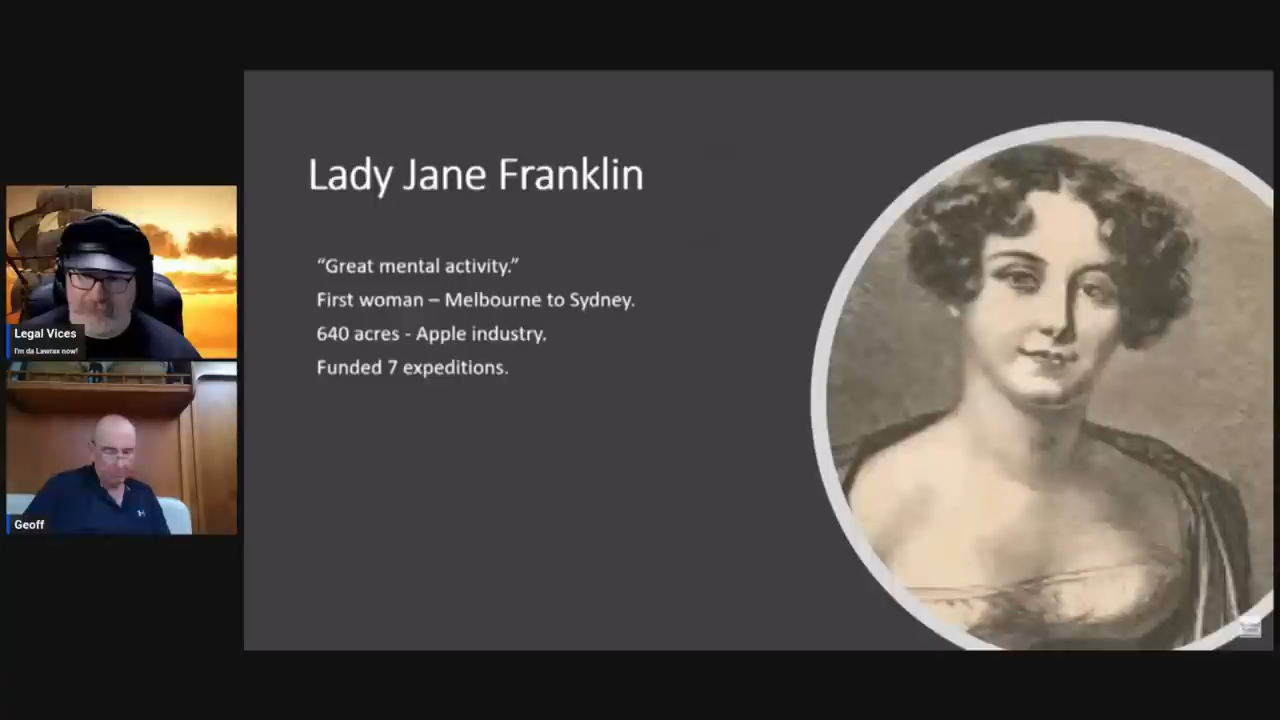 Lady Jane Franklin
“Great mental activity.”
First woman – Melbourne to Sydney.
640 acres - Apple industry.
Funded 7 expeditions.
Legal Vices
I'm da Lawrax now!
Geoff